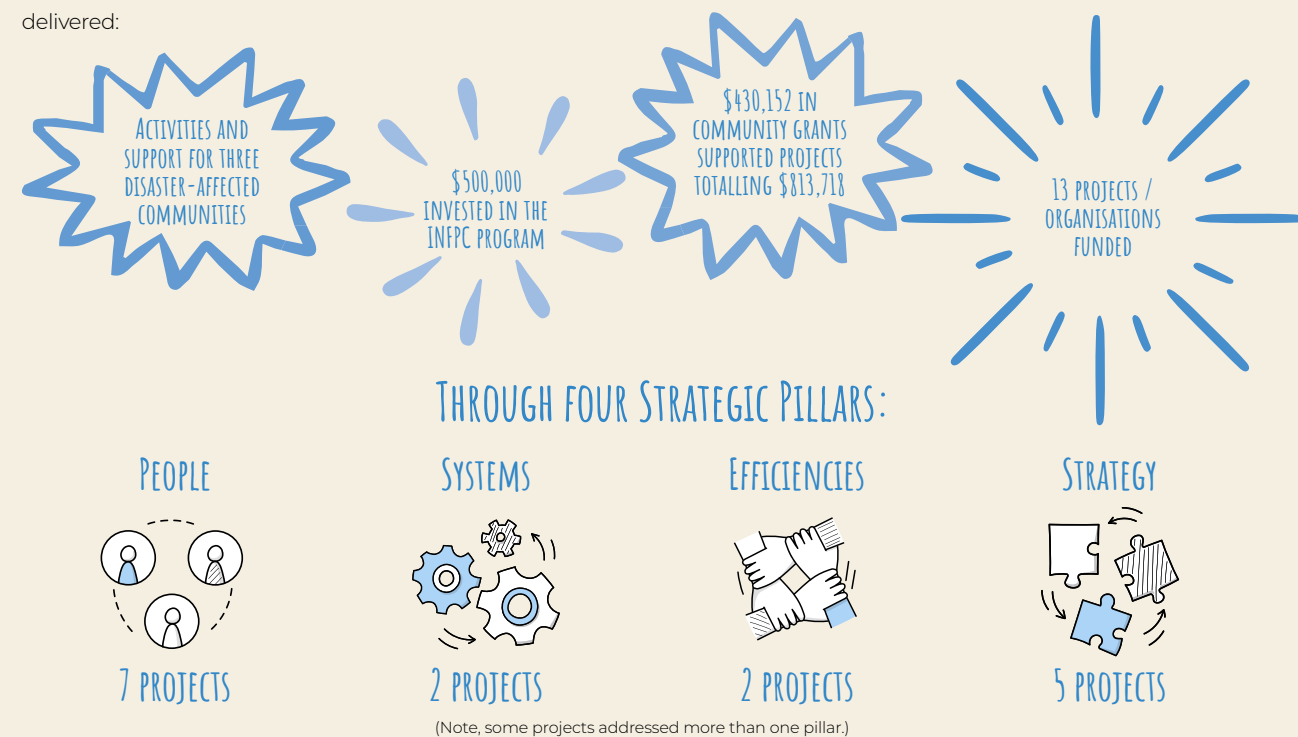 delivered:
Activities and
support for three
disaster-affected
communities
$500,000
invested in the
INFPC program
$430,152 in
community grants
supported projects
totalling $813,718
13 projects /
organisations
funded
Through four Strategic Pillars:
People
Systems
Efficiencies
Strategy
7 projects
2 projects
2 projects
5 projects
(Note, some projects addressed more than one pillar.)